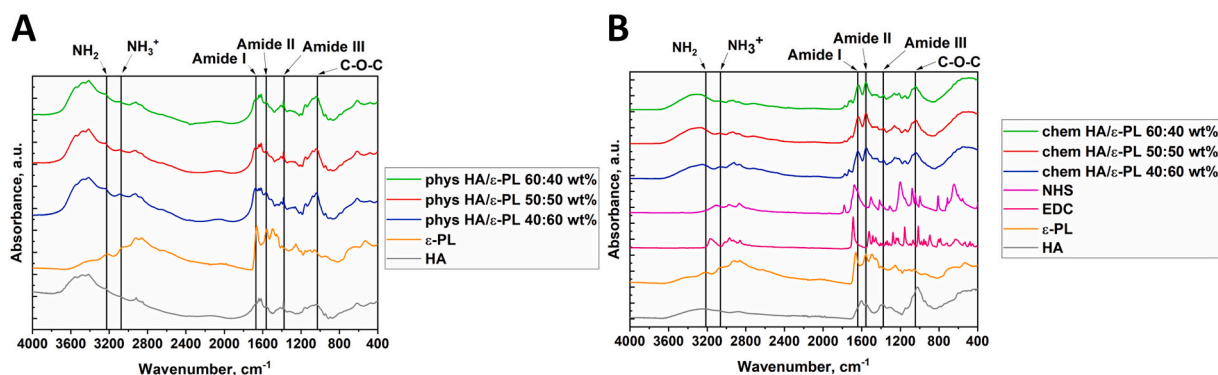 A
NH₂
NH₃⁺
Amide I
Amide II
Amide III
C-O-C
Absorbance, a.u.
4000 3600 3200 2800 2400 2000 1600 1200 800 400
Wavenumber, cm⁻¹
phys HA/ε-PL 60:40 wt%
phys HA/ε-PL 50:50 wt%
phys HA/ε-PL 40:60 wt%
ε-PL
HA
B
NH₂
NH₃⁺
Amide I
Amide II
Amide III
C-O-C
Absorbance, a.u.
4000 3600 3200 2800 2400 2000 1600 1200 800 400
Wavenumber, cm⁻¹
chem HA/ε-PL 60:40 wt%
chem HA/ε-PL 50:50 wt%
chem HA/ε-PL 40:60 wt%
NHS
EDC
ε-PL
HA